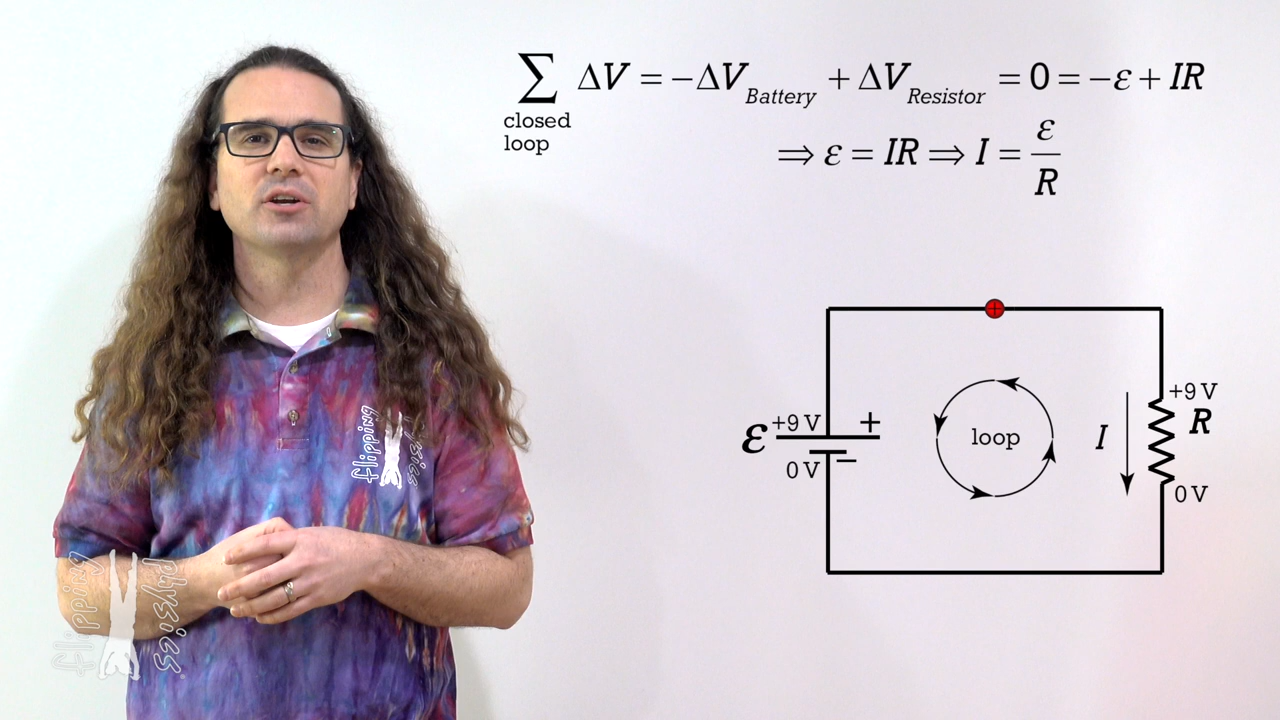 ∑ ΔV = −ΔV_Battery + ΔV_Resistor = 0 = −ε + IR
closed
loop
⇒ ε = IR ⇒ I = ε/R
+9 V
+
ε
0 V
−
loop
I
+9 V
R
0 V
+
flipping
physics
flipping
physics